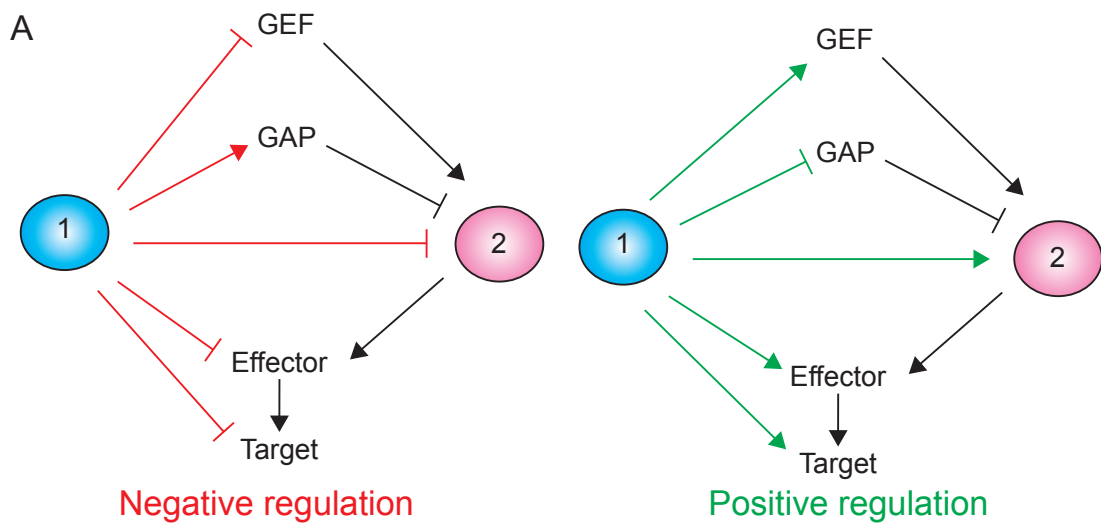 A
GEF
GAP
1
2
Effector
Target
Negative regulation
GEF
GAP
1
2
Effector
Target
Positive regulation